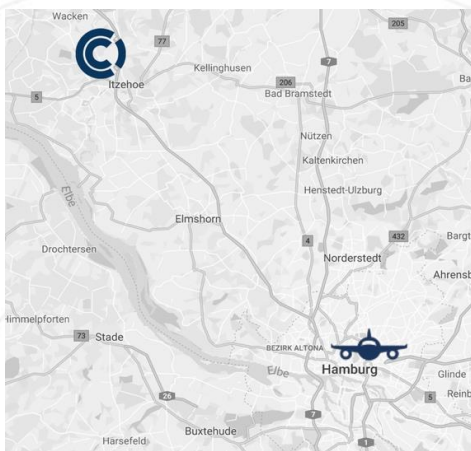 Wacken
205
77
7
Kellinghusen
Itzehoe
206
5
Bad Bramstedt
Nützen
Kaltenkirchen
Elbe
Henstedt-Ulzburg
Elmshorn
4
432
Bargt
Drochtersen
Norderstedt
Ahrensb
Himmelpforten
73
Stade
BEZIRK ALTONA
Elbe
Hamburg
Glinde
26
5
Reinb
7
Buxtehude
Harsefeld
1